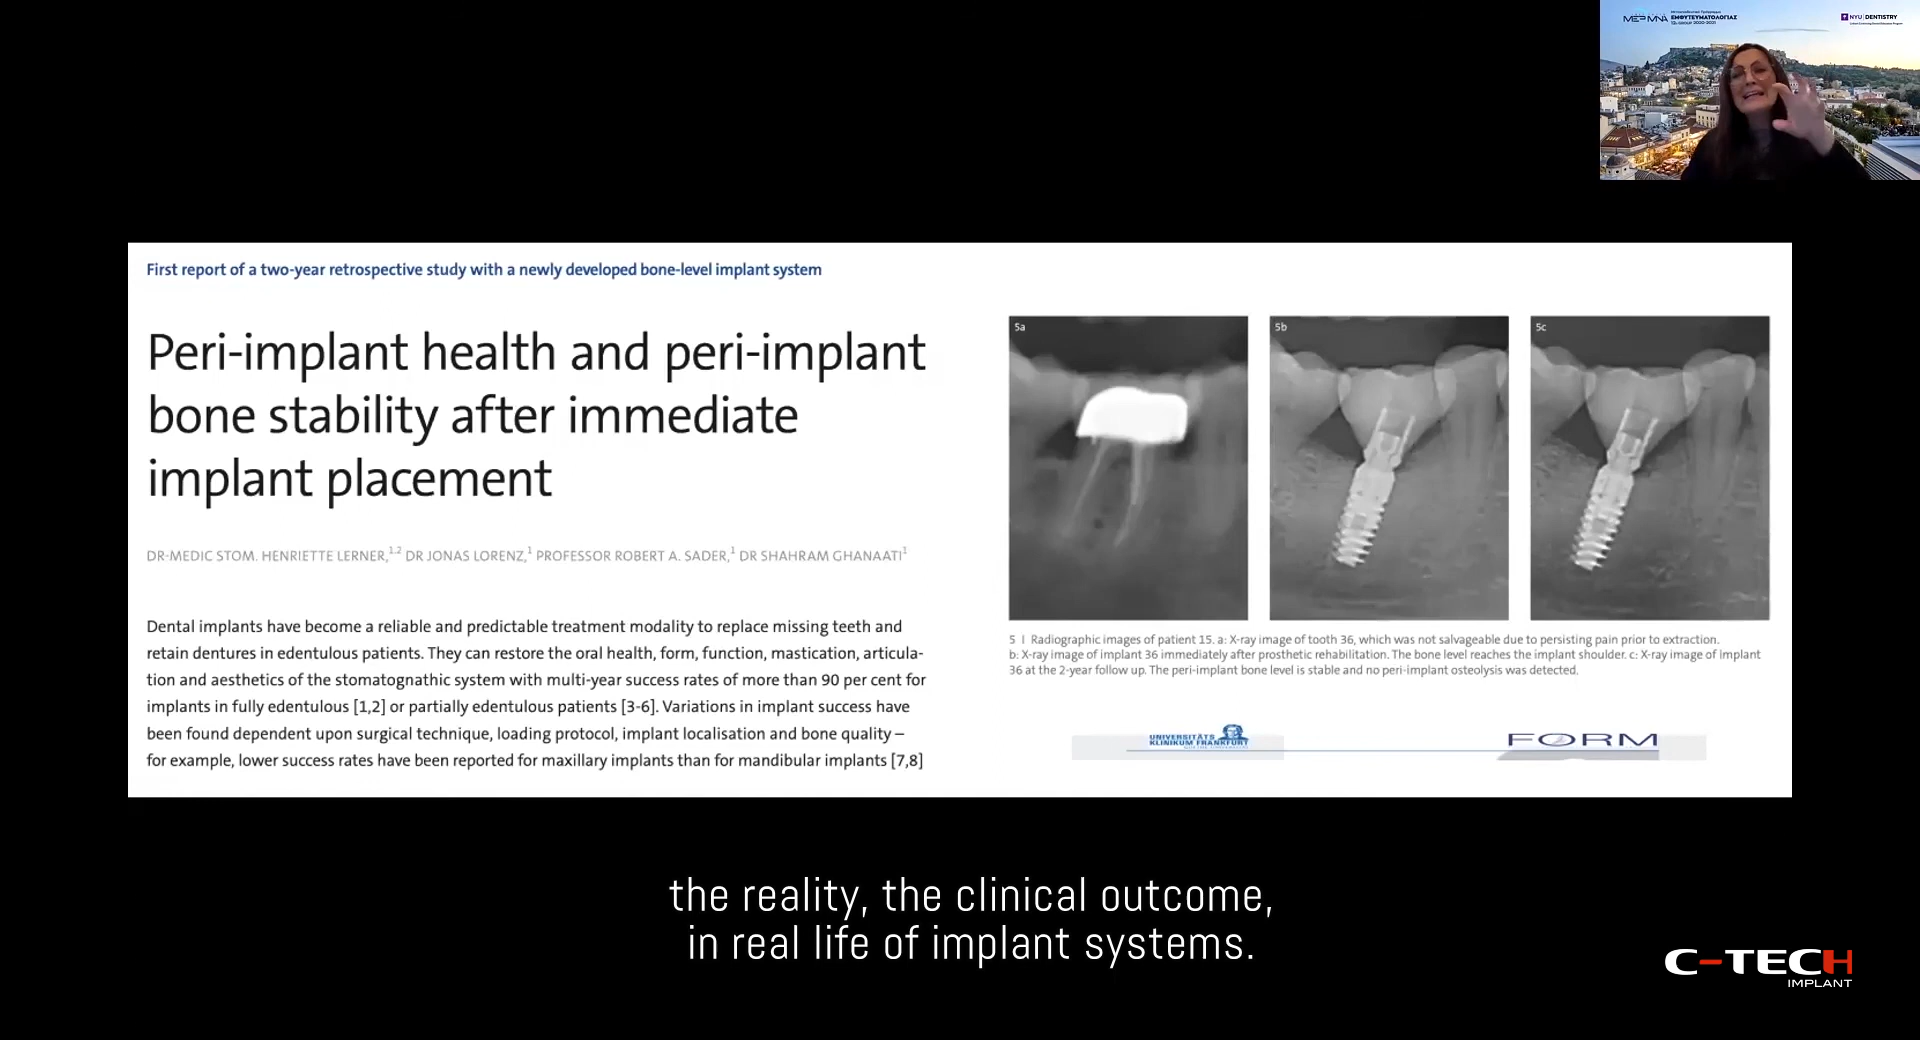 ΜΕΡΙΜΝΑ
ΕΜΦΥΤΕΥΜΑΤΟΛΟΓΙΑΣ
NYU DENTISTRY
First report of a two-year retrospective study with a newly developed bone-level implant system
Peri-implant health and peri-implant
bone stability after immediate
implant placement
DR-MEDIC STOM. HENRIETTE LERNER,1,2 DR JONAS LORENZ,1 PROFESSOR ROBERT A. SADER,1 DR SHAHRAM GHANAATI1
Dental implants have become a reliable and predictable treatment modality to replace missing teeth and
retain dentures in edentulous patients. They can restore the oral health, form, function, mastication, articula-
tion and aesthetics of the stomatognathic system with multi-year success rates of more than 90 per cent for
implants in fully edentulous [1,2] or partially edentulous patients [3-6]. Variations in implant success have
been found dependent upon surgical technique, loading protocol, implant localisation and bone quality –
for example, lower success rates have been reported for maxillary implants than for mandibular implants [7,8]
5a
5b
5c
5 | Radiographic images of patient 15. a: X-ray image of tooth 36, which was not salvageable due to persisting pain prior to extraction.
b: X-ray image of implant 36 immediately after prosthetic rehabilitation. The bone level reaches the implant shoulder. c: X-ray image of implant
36 at the 2-year follow up. The peri-implant bone level is stable and no peri-implant osteolysis was detected.
UNIVERSITÄTS
KLINIKUM FRANKFURT
FORM
the reality, the clinical outcome,
in real life of implant systems.
C-TECH
IMPLANT